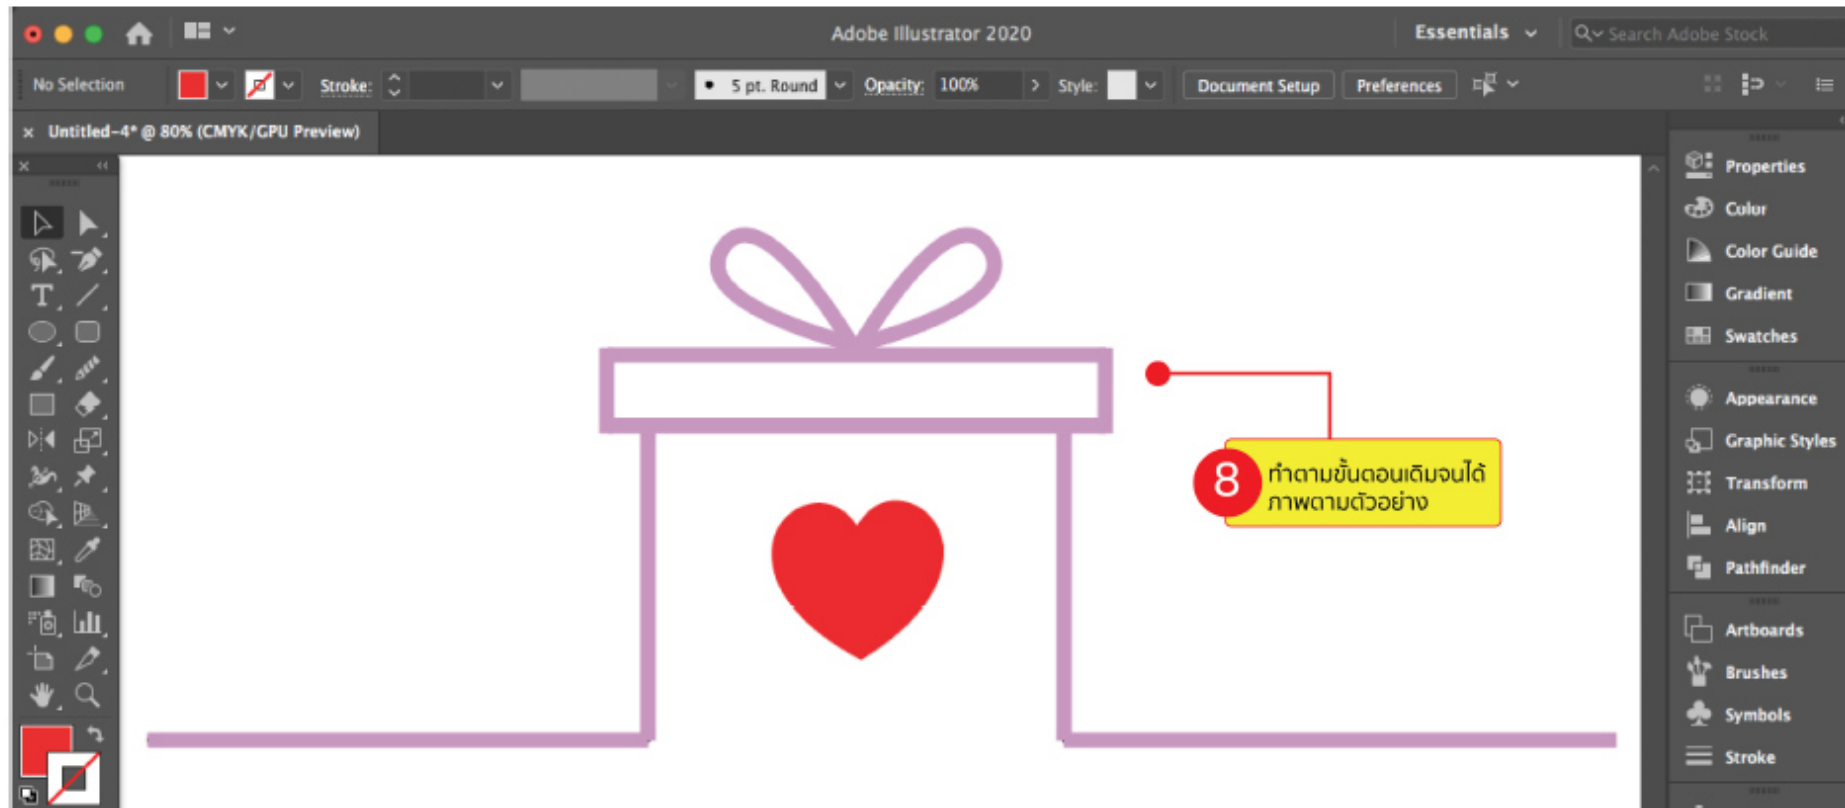 Adobe Illustrator 2020
Essentials
Search Adobe Stock
No Selection
Stroke:
5 pt. Round
Opacity: 100%
Style:
Document Setup
Preferences
× Untitled-4* @ 80% (CMYK/GPU Preview)
Properties
Color
Color Guide
Gradient
Swatches
Appearance
Graphic Styles
Transform
Align
Pathfinder
Artboards
Brushes
Symbols
Stroke
8 ทำตามขั้นตอนเดิมจนได้
ภาพตามตัวอย่าง